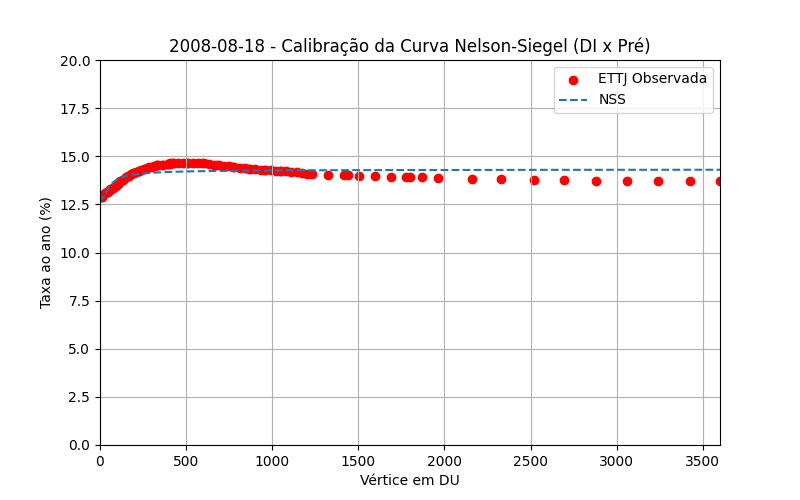 2008-08-18 - Calibração da Curva Nelson-Siegel (DI x Pré)
ETTJ Observada
NSS
Taxa ao ano (%)
20.0
17.5
15.0
12.5
10.0
7.5
5.0
2.5
0.0
0 500 1000 1500 2000 2500 3000 3500
Vértice em DU